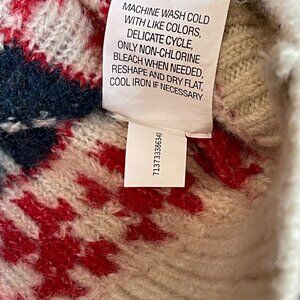 MACHINE WASH COLD
WITH LIKE COLORS,
DELICATE CYCLE,
ONLY NON-CHLORINE
BLEACH WHEN NEEDED,
RESHAPE AND DRY FLAT,
COOL IRON IF NECESSARY
713733386340